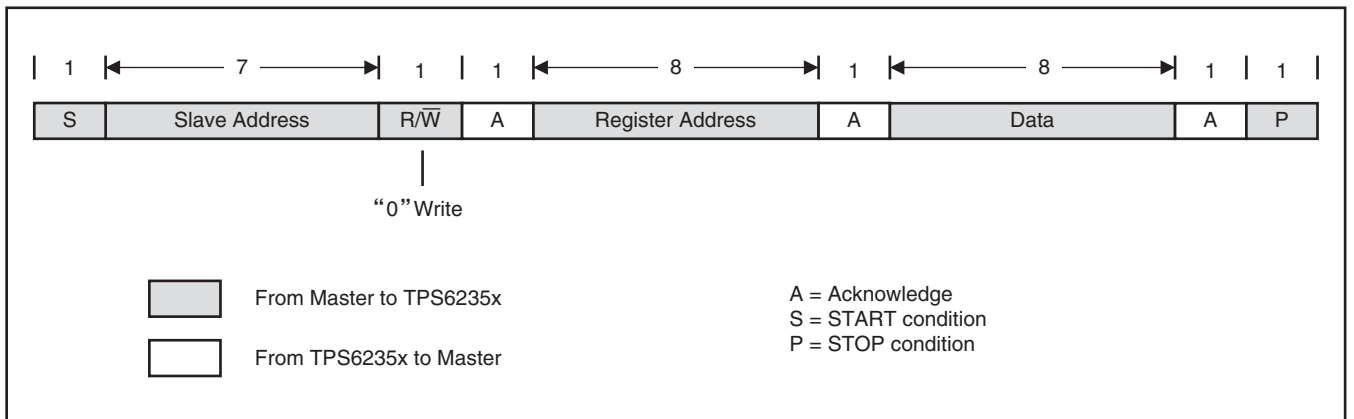 1 7 1 1 8 1 8 1 1
S Slave Address R/W̅ A Register Address A Data A P
“0” Write
From Master to TPS6235x
From TPS6235x to Master
A = Acknowledge
S = START condition
P = STOP condition